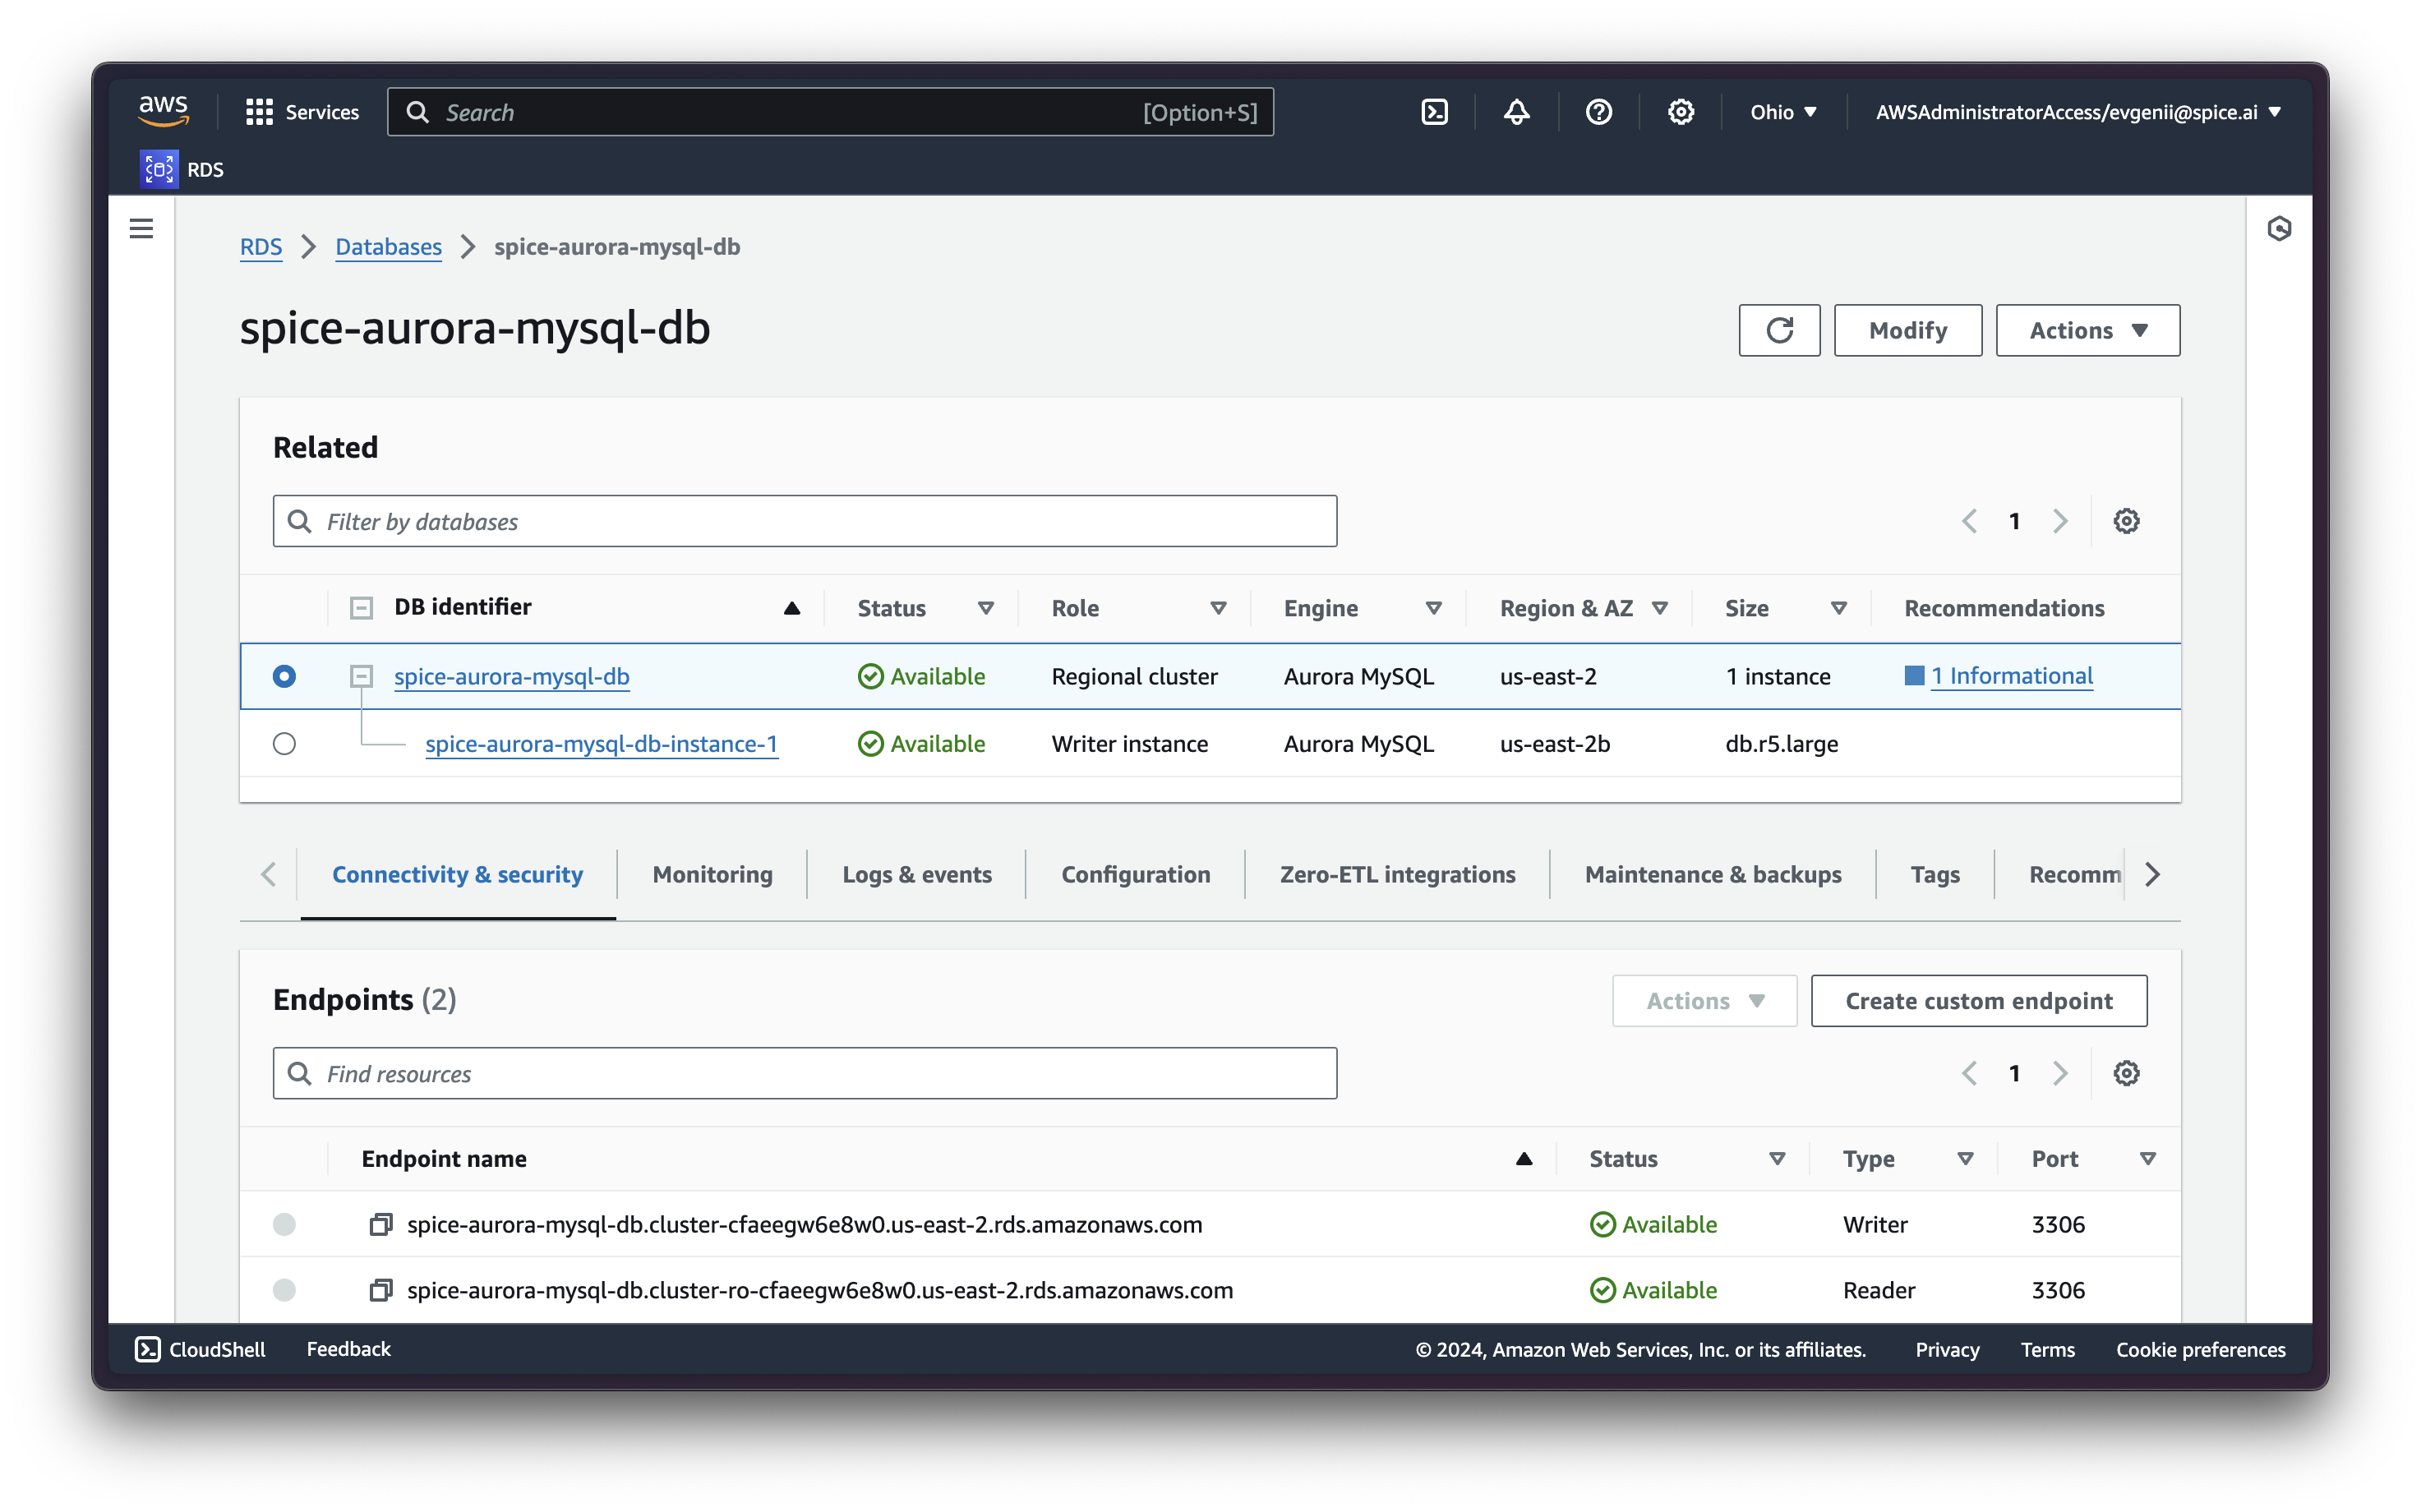 aws Services Search [Option+S] Ohio AWSAdministratorAccess/evgenii@spice.ai
RDS
RDS Databases spice-aurora-mysql-db
spice-aurora-mysql-db Modify Actions
Related
Filter by databases 1
DB identifier Status Role Engine Region & AZ Size Recommendations
spice-aurora-mysql-db Available Regional cluster Aurora MySQL us-east-2 1 instance 1 Informational
spice-aurora-mysql-db-instance-1 Available Writer instance Aurora MySQL us-east-2b db.r5.large
Connectivity & security Monitoring Logs & events Configuration Zero-ETL integrations Maintenance & backups Tags Recomm
Endpoints (2) Actions Create custom endpoint
Find resources 1
Endpoint name Status Type Port
spice-aurora-mysql-db.cluster-cfaeegw6e8w0.us-east-2.rds.amazonaws.com Available Writer 3306
spice-aurora-mysql-db.cluster-ro-cfaeegw6e8w0.us-east-2.rds.amazonaws.com Available Reader 3306
CloudShell Feedback © 2024, Amazon Web Services, Inc. or its affiliates. Privacy Terms Cookie preferences